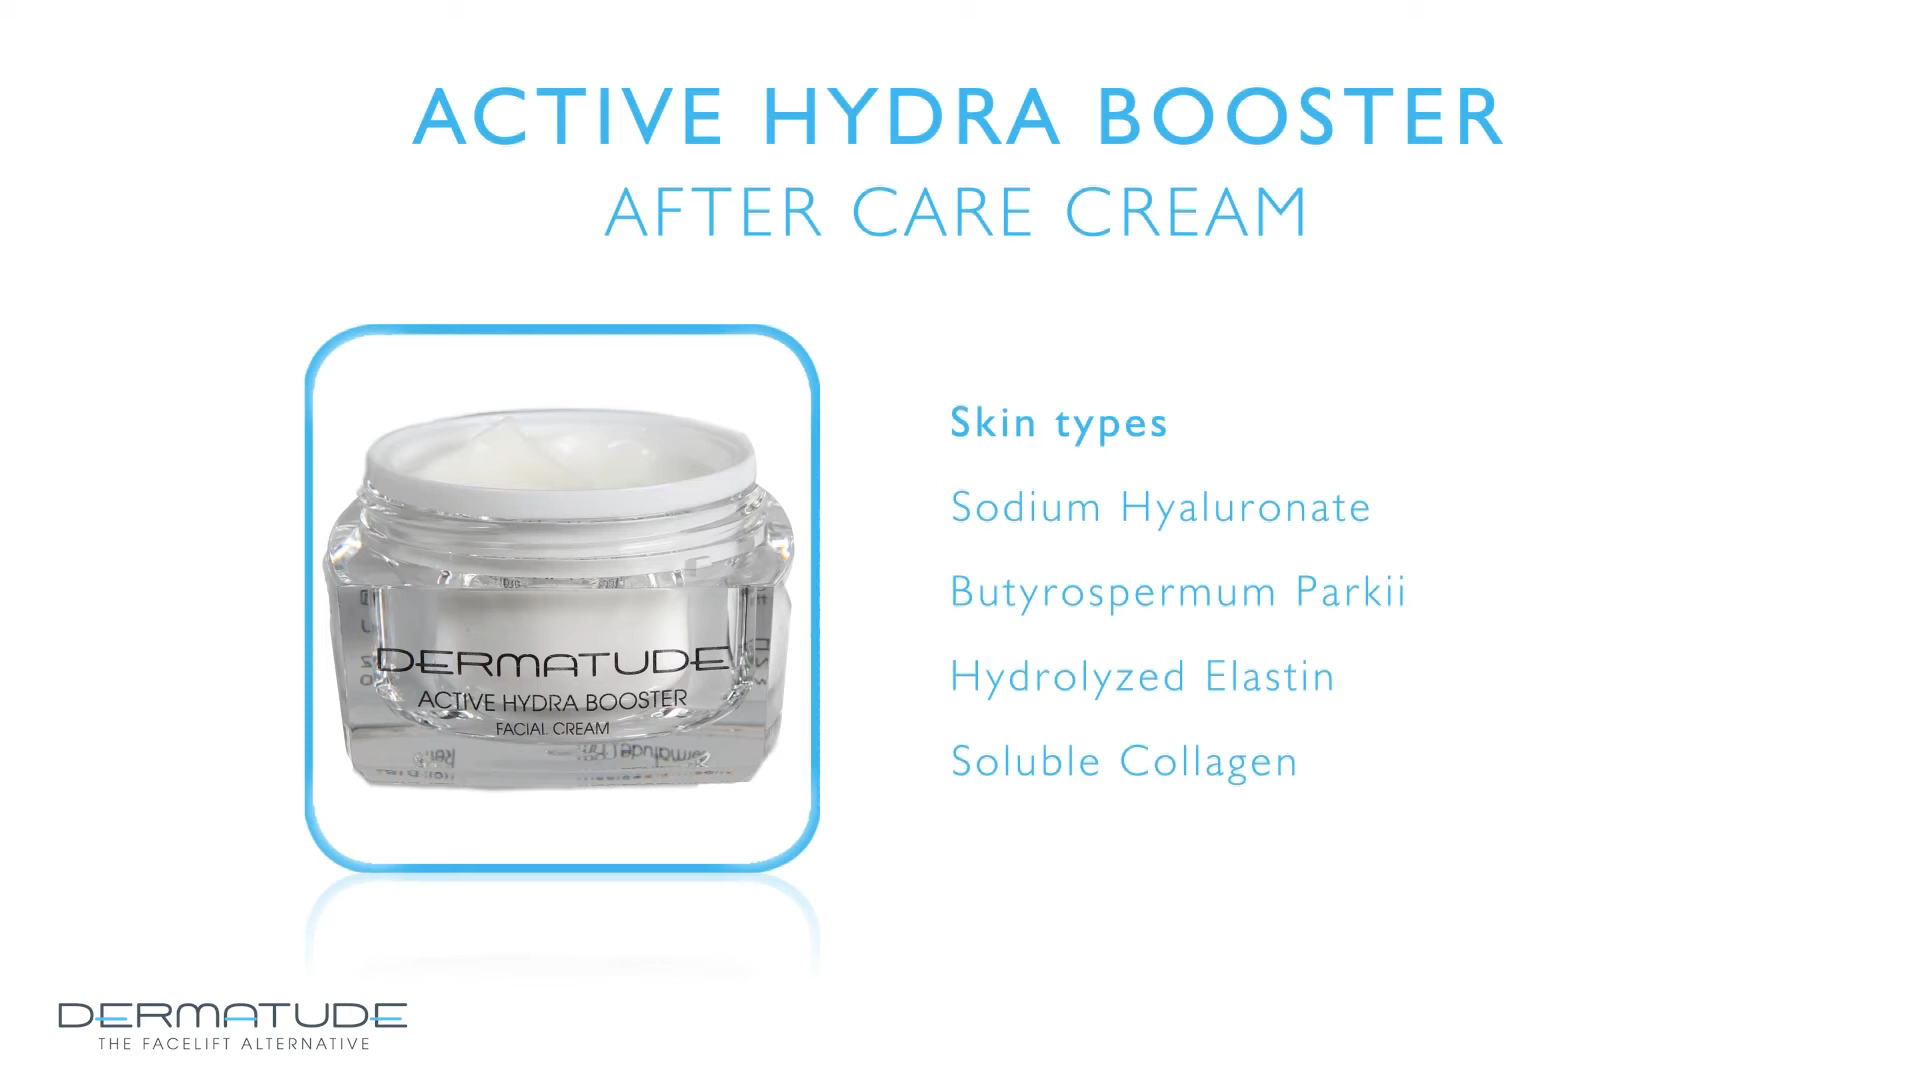 ACTIVE HYDRA BOOSTER
AFTER CARE CREAM
DERMATUDE
ACTIVE HYDRA BOOSTER
FACIAL CREAM
Skin types
Sodium Hyaluronate
Butyrospermum Parkii
Hydrolyzed Elastin
Soluble Collagen
DERMATUDE
THE FACELIFT ALTERNATIVE